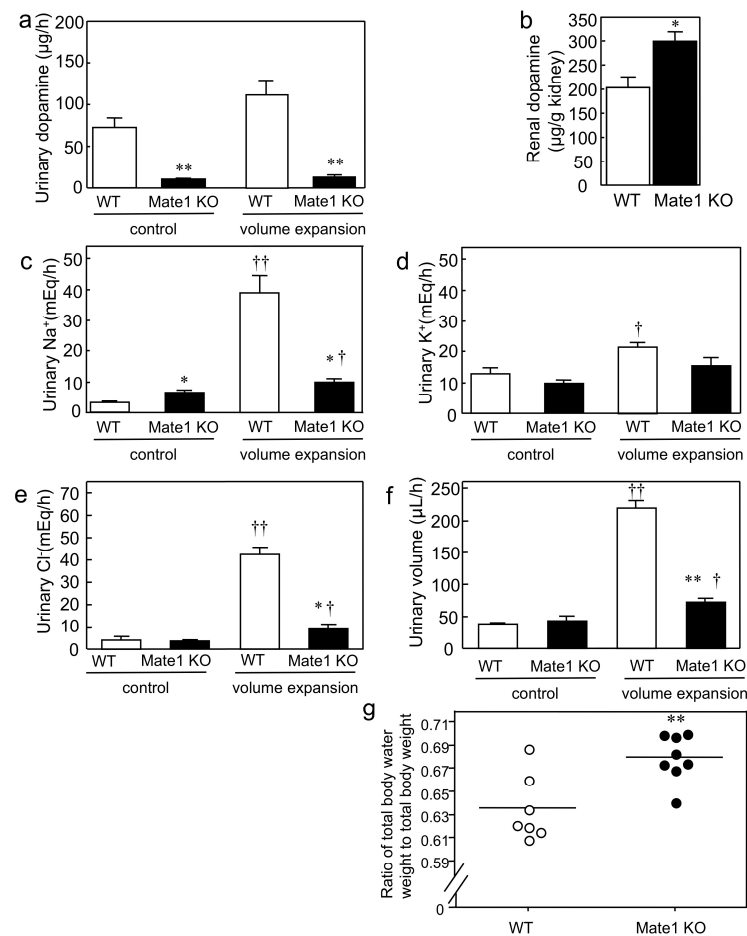 a
Urinary dopamine (µg/h)
200
150
100
50
0
**
**
WT Mate1 KO WT Mate1 KO
control volume expansion
b
Renal dopamine
(µg/g kidney)
350
300
250
200
150
100
50
0
*
WT Mate1 KO
c
Urinary Na⁺(mEq/h)
50
40
30
20
10
0
*
††
* †
WT Mate1 KO WT Mate1 KO
control volume expansion
d
Urinary K⁺(mEq/h)
50
40
30
20
10
0
†
WT Mate1 KO WT Mate1 KO
control volume expansion
e
Urinary Cl⁻(mEq/h)
70
60
50
40
30
20
10
0
††
* †
WT Mate1 KO WT Mate1 KO
control volume expansion
f
Urinary volume (µL/h)
250
200
150
100
50
0
††
** †
WT Mate1 KO WT Mate1 KO
control volume expansion
g
Ratic of total body water
weight to total body weight
0.71
0.69
0.67
0.65
0.63
0.61
0.59
0
**
WT Mate1 KO